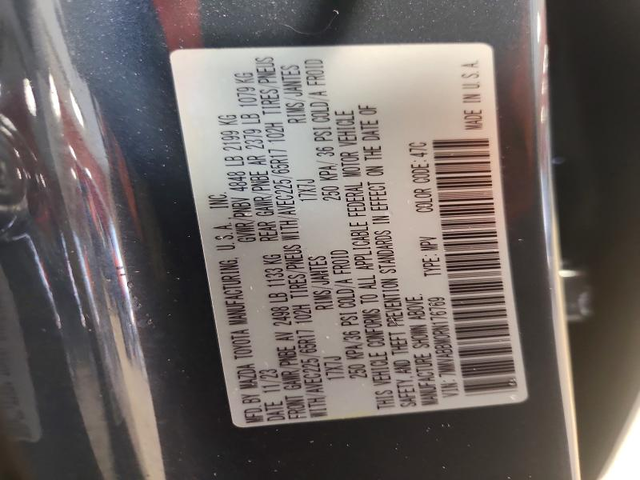 MFD.BY MAZDA TOYOTA MANUFACTURING, U.S.A., INC.
DATE 11/23 GVWR/PNBV 4848 LB 2199 KG
FRONT GAWR/PNBE AV 2498 LB 1133 KG REAR GAWR/PNBE AR 2379 LB 1079 KG
WITH/AVEC225/65R17 102H TIRES/PNEUS WITH/AVEC225/65R17 102H TIRES/PNEUS
17X7J RIMS/JANTES 17X7J RIMS/JANTES
250 KPA/36 PSI COLD/A FROID 250 KPA/36 PSI COLD/A FROID
THIS VEHICLE CONFORMS TO ALL APPLICABLE FEDERAL MOTOR VEHICLE
SAFETY AND THEFT PREVENTION STANDARDS IN EFFECT ON THE DATE OF
MANUFACTURE SHOWN ABOVE.
TYPE: MPV COLOR CODE: 47C
MADE IN U.S.A.